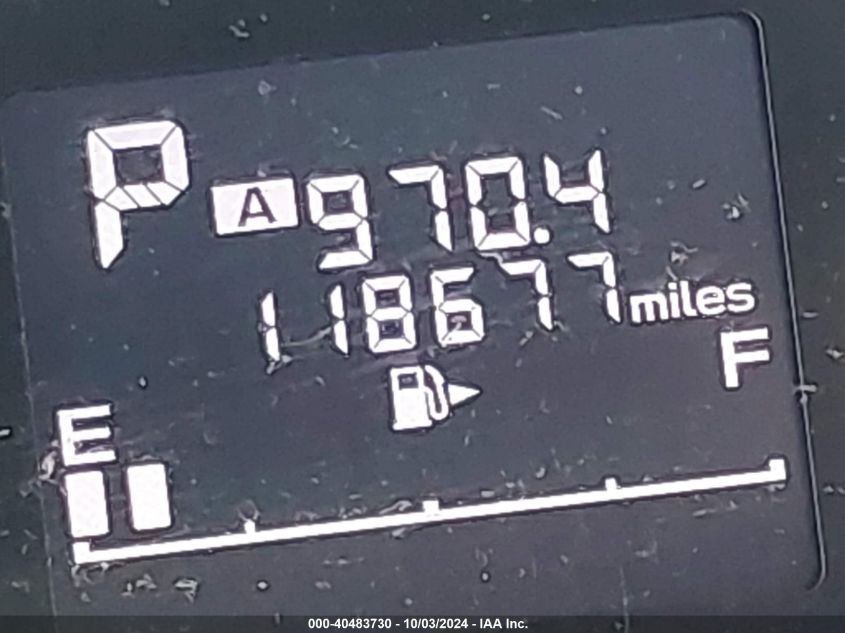 P A 970.4
118677 miles
F
E
000-40483730 - 10/03/2024 - IAA Inc.